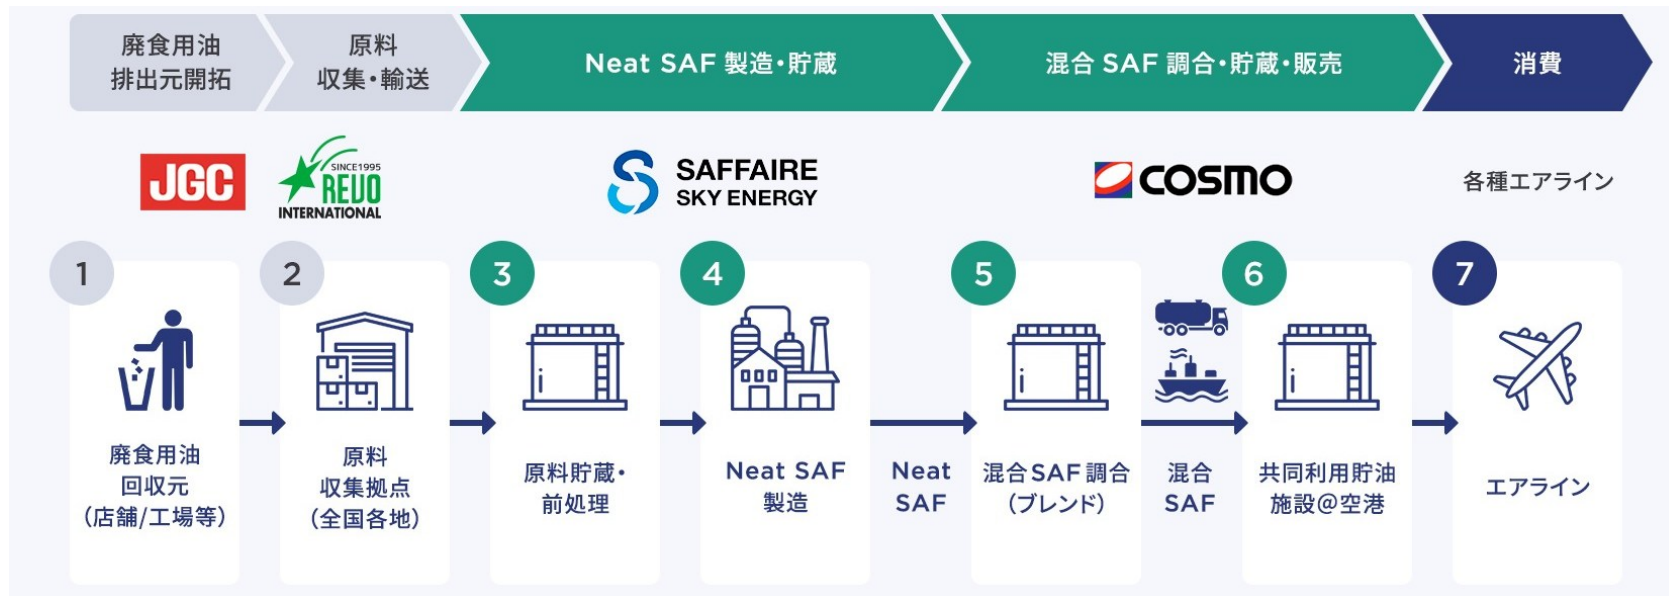 廃食用油
排出元開拓
原料
収集・輸送
Neat SAF 製造・貯蔵
混合 SAF 調合・貯蔵・販売
消費
JGC
SINCE1995
REVO
INTERNATIONAL
SAFFAIRE
SKY ENERGY
COSMO
各種エアライン
1
廃食用油
回収元
(店舗/工場等)
2
原料
収集拠点
(全国各地)
3
原料貯蔵・
前処理
4
Neat SAF
製造
Neat
SAF
5
混合SAF調合
(ブレンド)
混合
SAF
6
共同利用貯油
施設@空港
7
エアライン